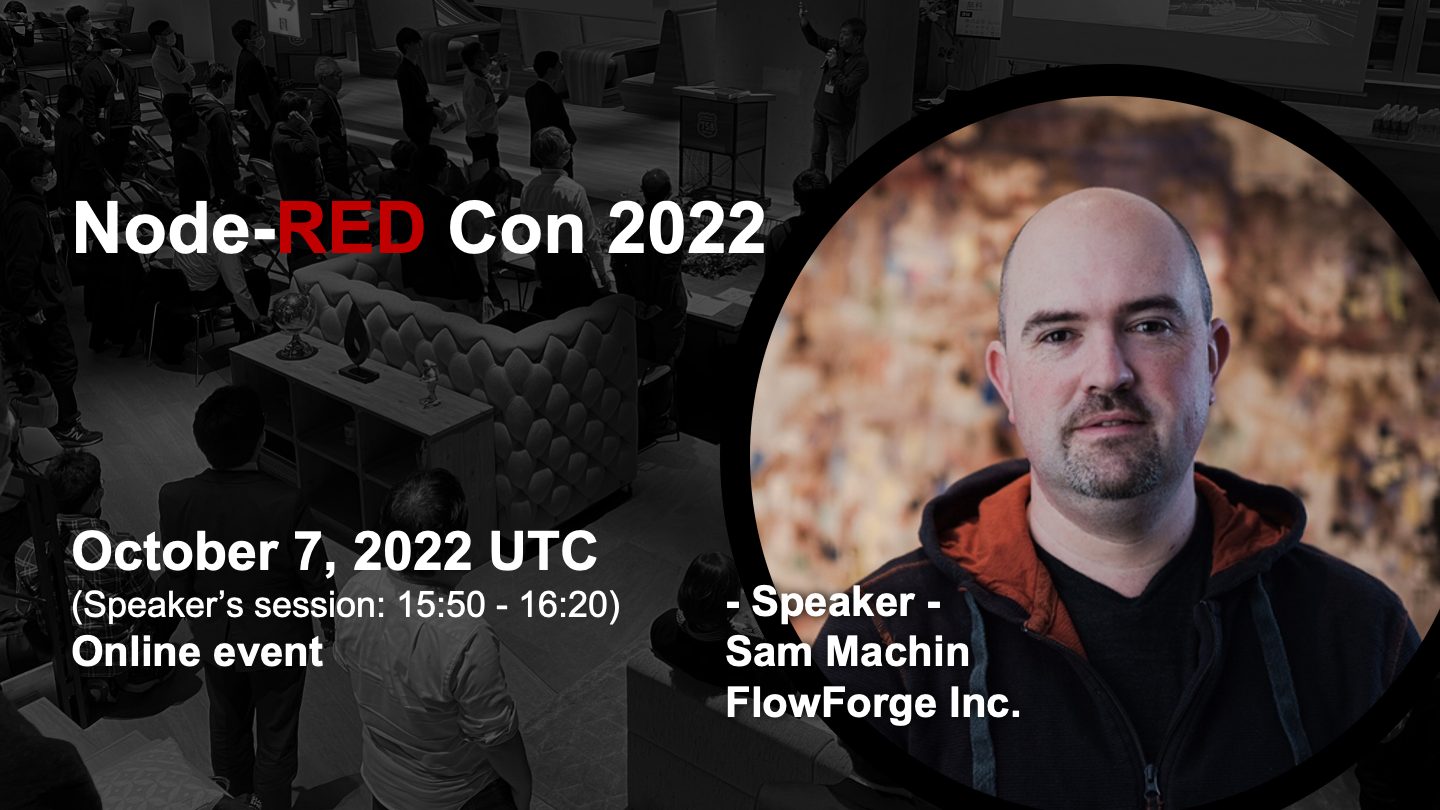 Node-RED Con 2022
October 7, 2022 UTC
(Speaker’s session: 15:50 - 16:20)
Online event
- Speaker -
Sam Machin
FlowForge Inc.